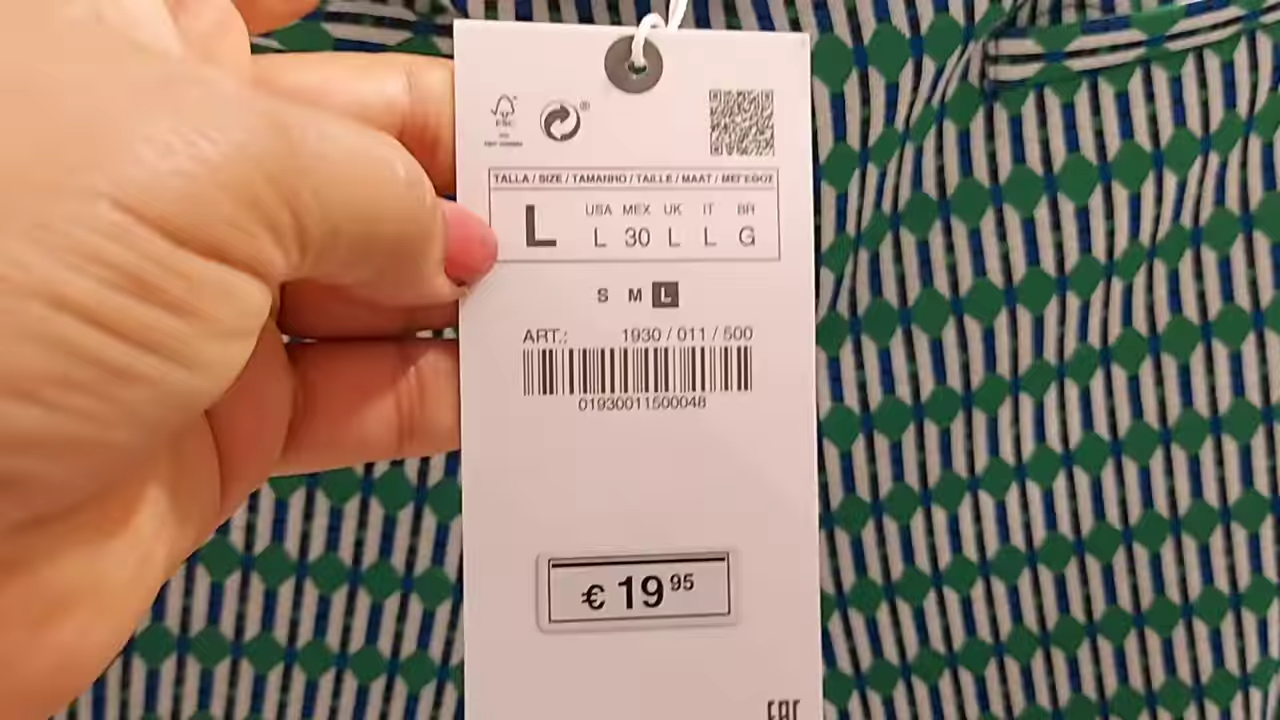 FSC
®
TALLA / SIZE / TAMANHO / TAILLE / MAAT / ΜΕΓΕΘΟΣ
L
USA MEX UK IT BR
L 30 L L G
S M L
ART.: 1930 / 011 / 500
01930011500048
€ 19 95
EAC